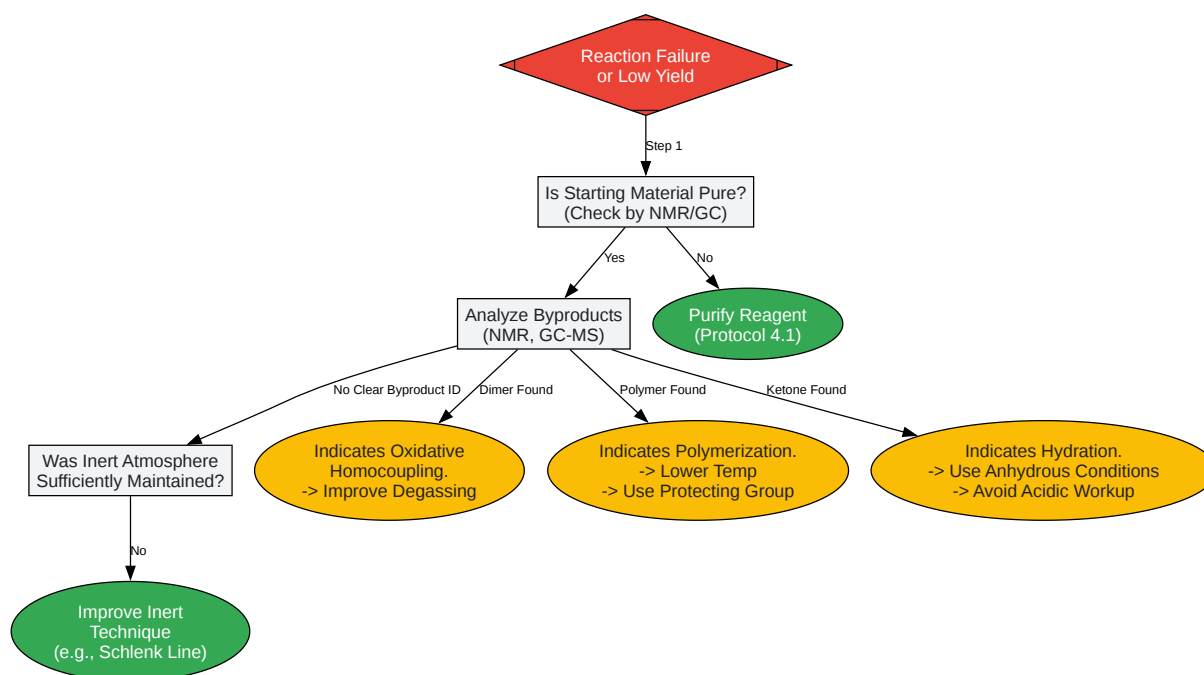 Reaction Failure
or Low Yield
Step 1
Is Starting Material Pure?
(Check by NMR/GC)
Yes
No
Analyze Byproducts
(NMR, GC-MS)
Purify Reagent
(Protocol 4.1)
No Clear Byproduct ID
Dimer Found
Polymer Found
Ketone Found
Was Inert Atmosphere
Sufficiently Maintained?
Indicates Oxidative
Homocoupling.
-> Improve Degassing
Indicates Polymerization.
-> Lower Temp
-> Use Protecting Group
Indicates Hydration.
-> Use Anhydrous Conditions
-> Avoid Acidic Workup
No
Improve Inert
Technique
(e.g., Schlenk Line)